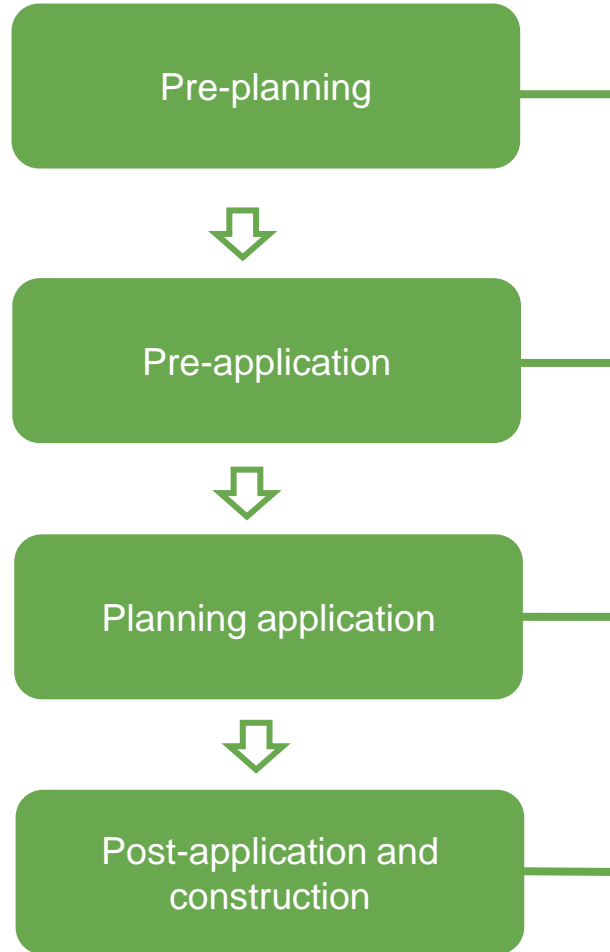 Pre-planning
Pre-application
Planning application
Post-application and
construction